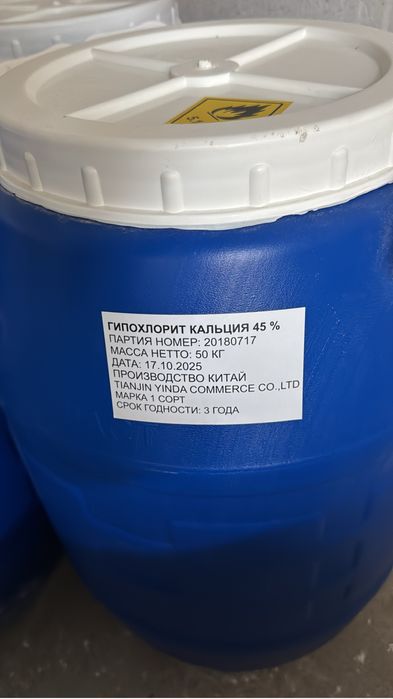 ГИПОХЛОРИТ КАЛЬЦИЯ 45 %
ПАРТИЯ НОМЕР: 20180717
МАССА НЕТТО: 50 КГ
ДАТА: 17.10.2025
ПРОИЗВОДСТВО КИТАЙ
TIANJIN YINDA COMMERCE CO.,LTD
МАРКА 1 СОРТ
СРОК ГОДНОСТИ: 3 ГОДА